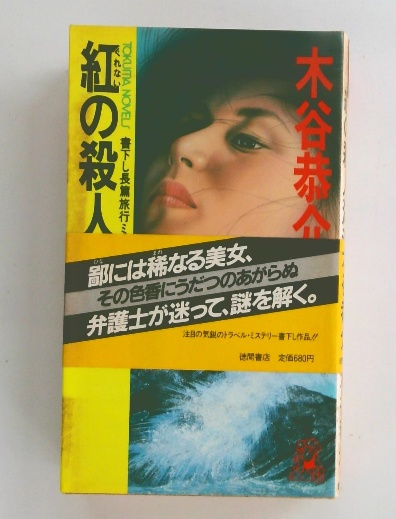 木谷恭介
TOKUMA NOVELS
書下し長篇旅行ミ
くれない
紅の殺人
ひな まれ
鄙には稀なる美女、
その色香にうだつのあがらぬ
弁護士が迷って、謎を解く。
注目の気鋭のトラベル・ミステリー書下し作品!!
徳間書店 定価680円